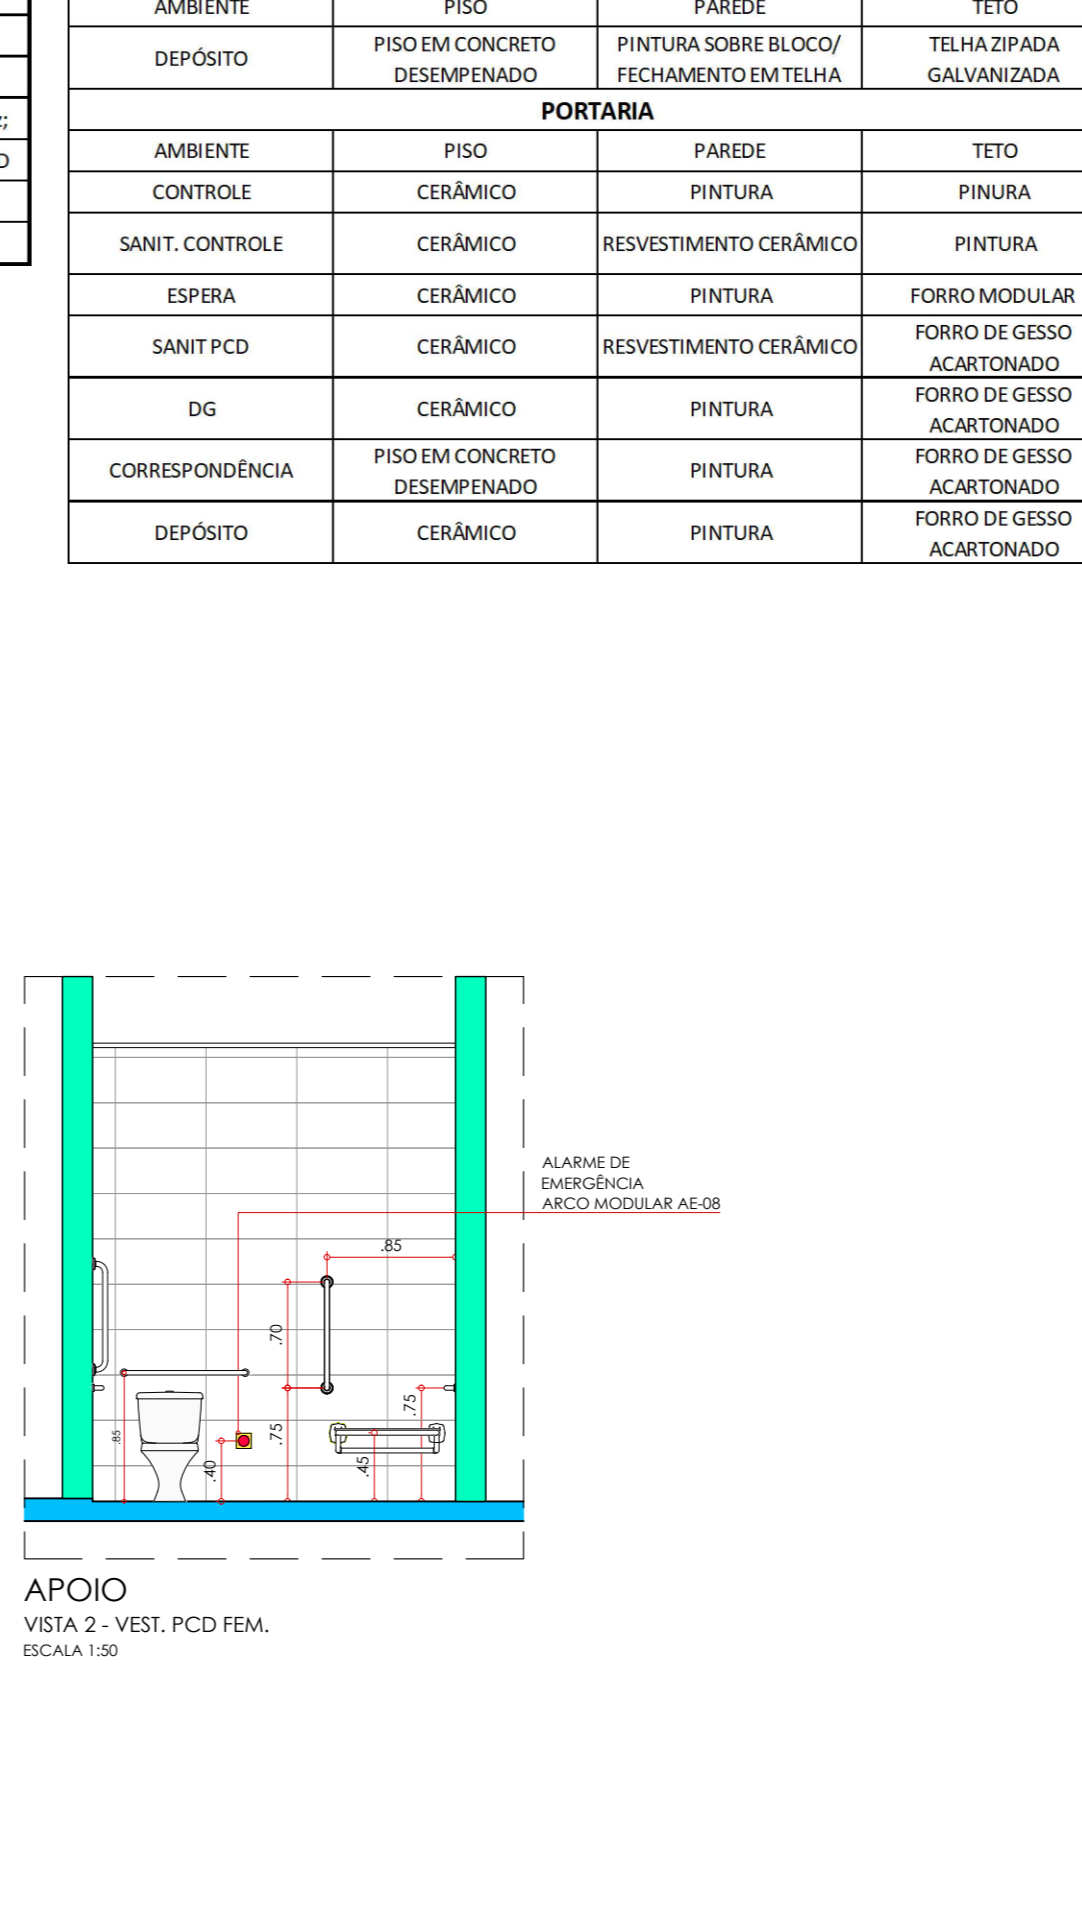 AMBIENTE PISO PAREDE TETO
DEPÓSITO PISO EM CONCRETO DESEMPENADO PINTURA SOBRE BLOCO/ FECHAMENTO EM TELHA TELHA ZIPADA GALVANIZADA
PORTARIA
AMBIENTE PISO PAREDE TETO
CONTROLE CERÂMICO PINTURA PINURA
SANIT. CONTROLE CERÂMICO RESVESTIMENTO CERÂMICO PINTURA
ESPERA CERÂMICO PINTURA FORRO MODULAR
SANIT PCD CERÂMICO RESVESTIMENTO CERÂMICO FORRO DE GESSO ACARTONADO
DG CERÂMICO PINTURA FORRO DE GESSO ACARTONADO
CORRESPONDÊNCIA PISO EM CONCRETO DESEMPENADO PINTURA FORRO DE GESSO ACARTONADO
DEPÓSITO CERÂMICO PINTURA FORRO DE GESSO ACARTONADO
ALARME DE
EMERGÊNCIA
ARCO MODULAR AE-08
.85
.70
.75
.85
.75
.40
.45
APOIO
VISTA 2 - VEST. PCD FEM.
ESCALA 1:50